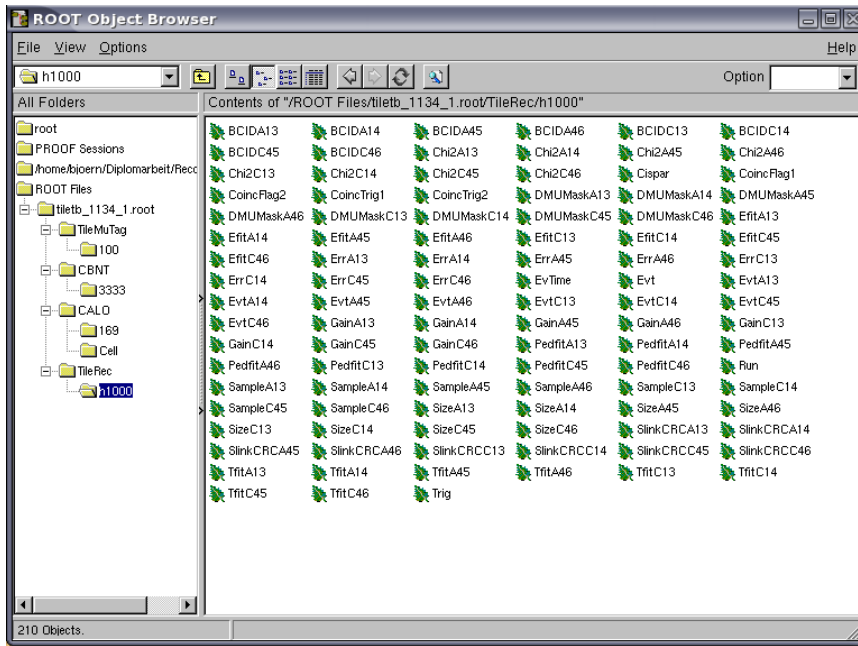 ROOT Object Browser
File View Options Help
h1000 Option
All Folders Contents of "/ROOT Files/tiletb_1134_1.root/TileRec/h1000"
root
PROOF Sessions
/home/bjoern/Diplomarbeit/Recc
ROOT Files
tiletb_1134_1.root
TileMuTag
100
CBNT
3333
CALO
169
Cell
TileRec
h1000
BCIDA13 BCIDA14 BCIDA45 BCIDA46 BCIDC13 BCIDC14
BCIDC45 BCIDC46 Chi2A13 Chi2A14 Chi2A45 Chi2A46
Chi2C13 Chi2C14 Chi2C45 Chi2C46 Cispar CoincFlag1
CoincFlag2 CoincTrig1 CoincTrig2 DMUMaskA13 DMUMaskA14 DMUMaskA45
DMUMaskA46 DMUMaskC13 DMUMaskC14 DMUMaskC45 DMUMaskC46 EfitA13
EfitA14 EfitA45 EfitA46 EfitC13 EfitC14 EfitC45
EfitC46 ErrA13 ErrA14 ErrA45 ErrA46 ErrC13
ErrC14 ErrC45 ErrC46 EvTime Evt EvtA13
EvtA14 EvtA45 EvtA46 EvtC13 EvtC14 EvtC45
EvtC46 GainA13 GainA14 GainA45 GainA46 GainC13
GainC14 GainC45 GainC46 PedfitA13 PedfitA14 PedfitA45
PedfitA46 PedfitC13 PedfitC14 PedfitC45 PedfitC46 Run
SampleA13 SampleA14 SampleA45 SampleA46 SampleC13 SampleC14
SampleC45 SampleC46 SizeA13 SizeA14 SizeA45 SizeA46
SizeC13 SizeC14 SizeC45 SizeC46 SlinkCRCA13 SlinkCRCA14
SlinkCRCA45 SlinkCRCA46 SlinkCRCC13 SlinkCRCC14 SlinkCRCC45 SlinkCRCC46
TfitA13 TfitA14 TfitA45 TfitA46 TfitC13 TfitC14
TfitC45 TfitC46 Trig
210 Objects.